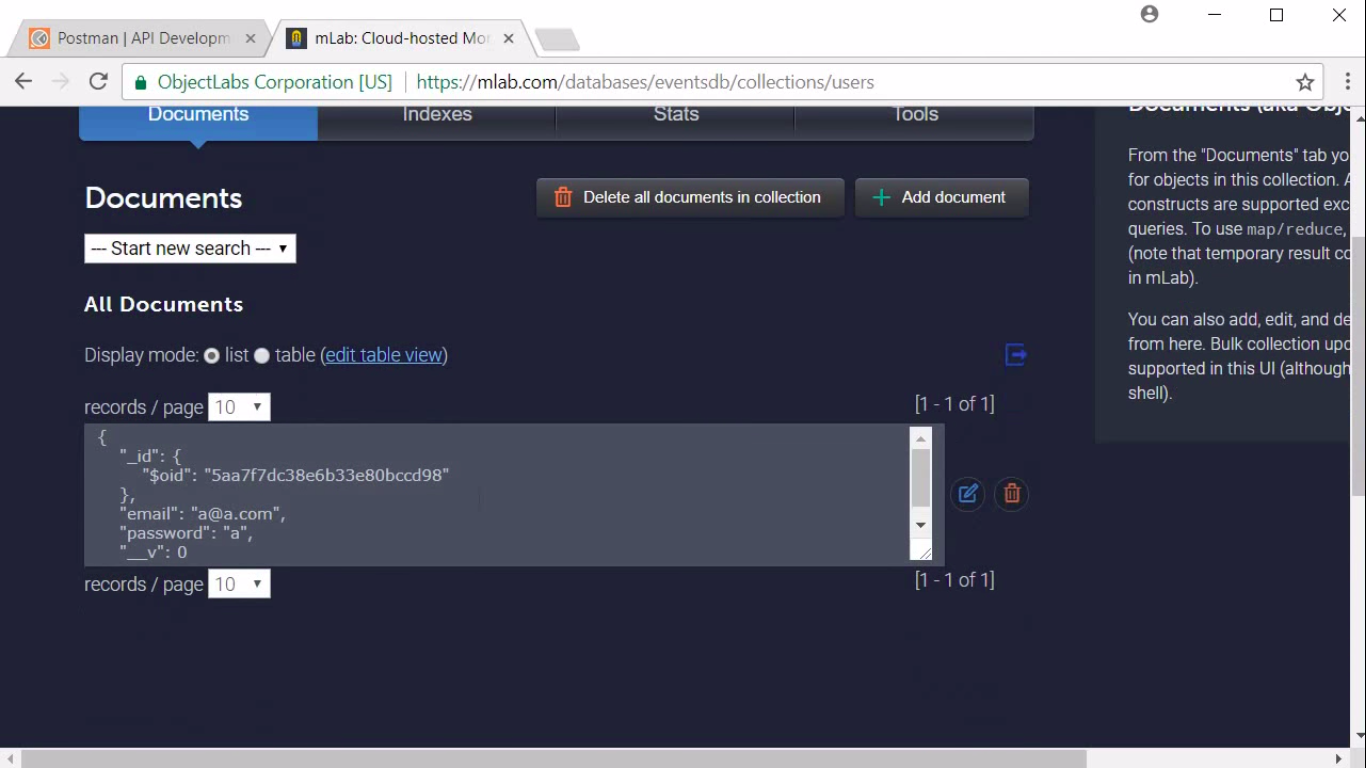 Postman | API Developm
mLab: Cloud-hosted Mor
ObjectLabs Corporation [US]
https://mlab.com/databases/eventsdb/collections/users
Documents
Indexes
Stats
Tools
Documents
Delete all documents in collection
Add document
--- Start new search ---
All Documents
Display mode: list table (edit table view)
records / page 10
[1 - 1 of 1]
{
"_id": {
"$oid": "5aa7f7dc38e6b33e80bccd98"
},
"email": "a@a.com",
"password": "a",
"__v": 0
records / page 10
[1 - 1 of 1]
Documents (aka Obje
From the "Documents" tab yo
for objects in this collection. A
constructs are supported exc
queries. To use map/reduce,
(note that temporary result co
in mLab).
You can also add, edit, and de
from here. Bulk collection upd
supported in this UI (although
shell).